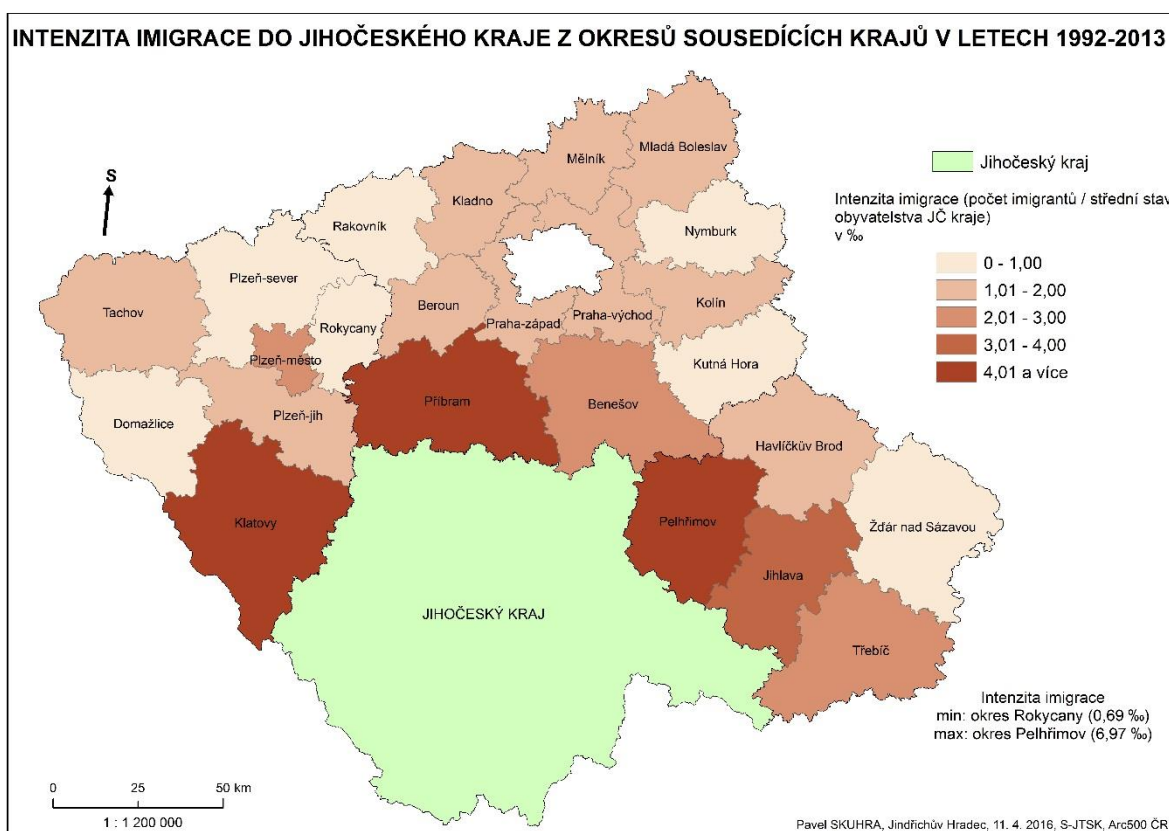 INTENZITA IMIGRACE DO JIHOČESKÉHO KRAJE Z OKRESŮ SOUSEDÍCÍCH KRAJŮ V LETECH 1992-2013
S
Mělník
Mladá Boleslav
Kladno
Rakovník
Nymburk
Plzeň-sever
Tachov
Rokycany
Beroun
Praha-západ
Praha-východ
Kolín
Plzeň-město
Kutná Hora
Příbram
Benešov
Domažlice
Plzeň-jih
Havlíčkův Brod
Klatovy
Pelhřimov
Žďár nad Sázavou
Jihlava
JIHOČESKÝ KRAJ
Třebíč
Jihočeský kraj
Intenzita imigrace (počet imigrantů / střední stav
obyvatelstva JČ kraje)
v ‰
0 - 1,00
1,01 - 2,00
2,01 - 3,00
3,01 - 4,00
4,01 a více
Intenzita imigrace
min: okres Rokycany (0,69 ‰)
max: okres Pelhřimov (6,97 ‰)
0 25 50 km
1 : 1 200 000
Pavel SKUHRA, Jindřichův Hradec, 11. 4. 2016, S-JTSK, Arc500 ČR